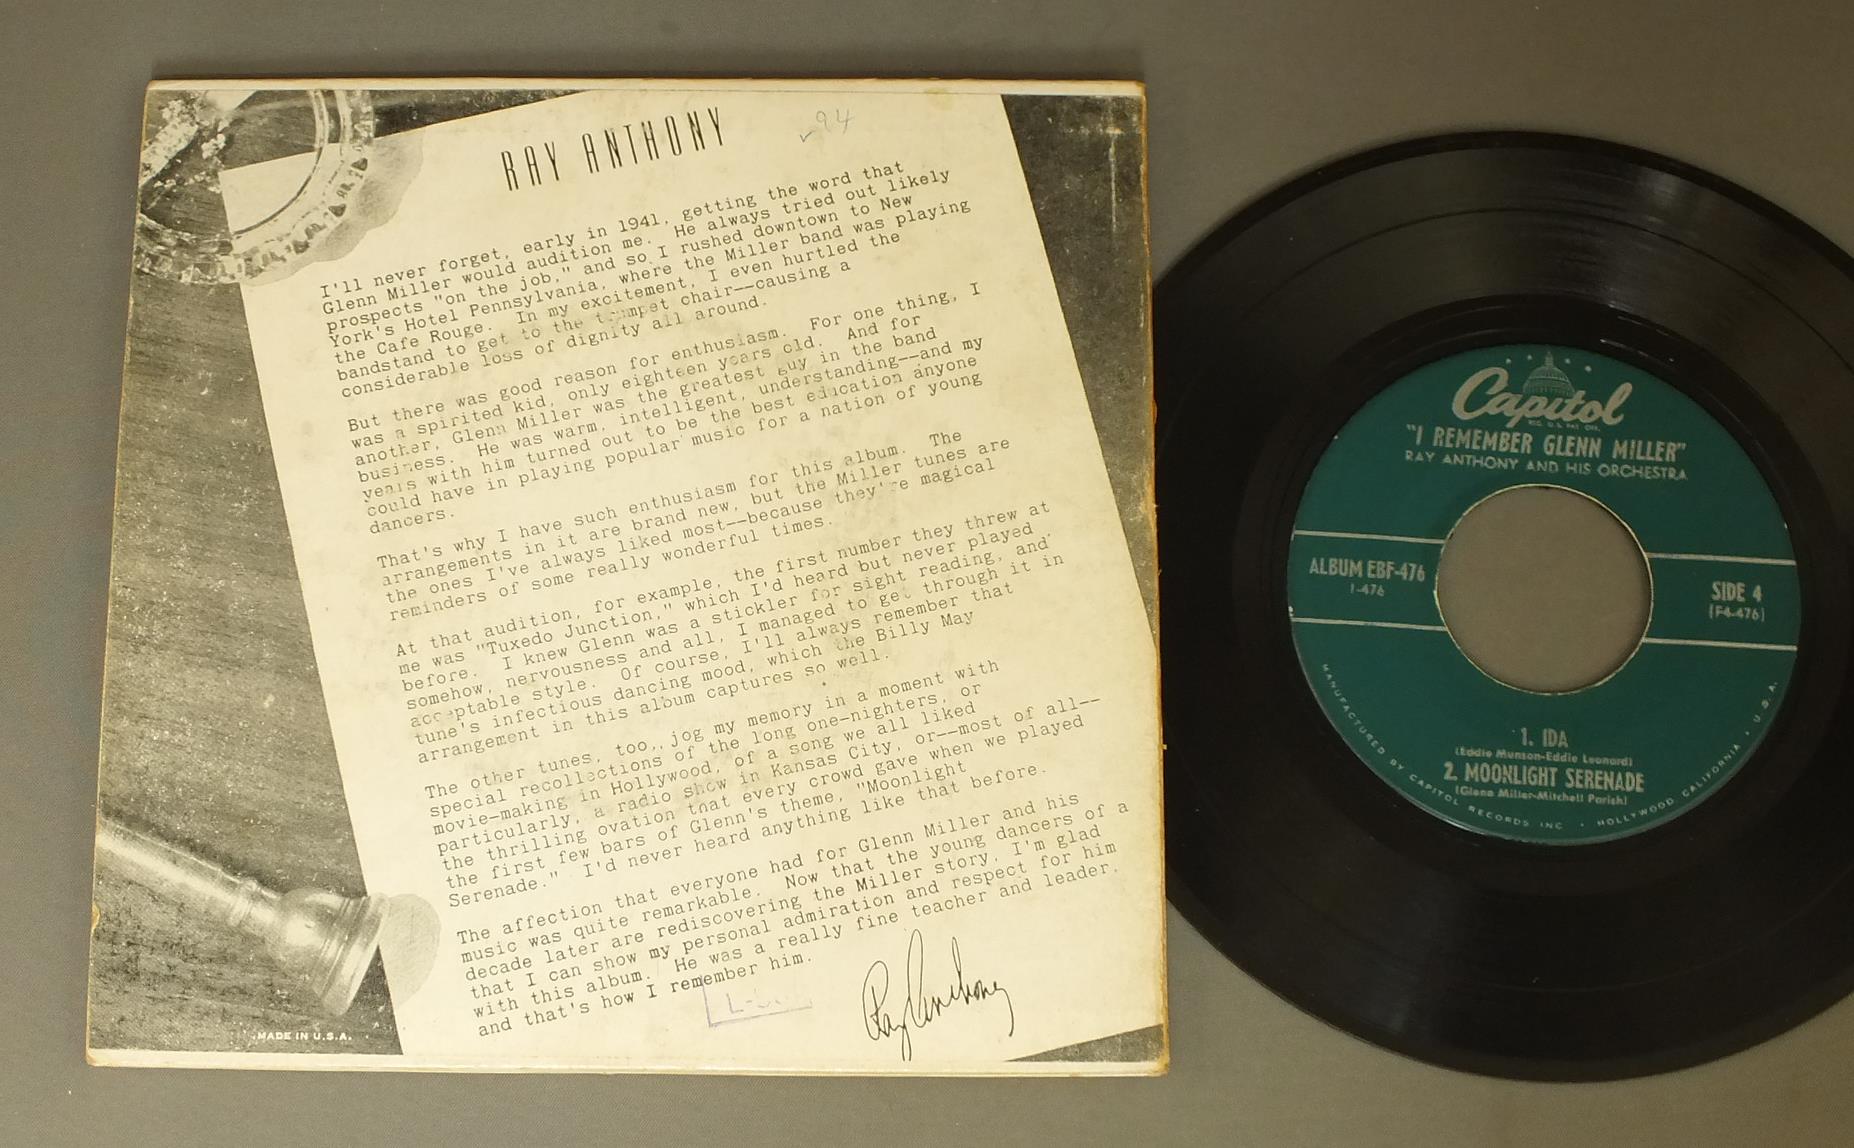 RAY ANTHONY
94
I'll never forget, early in 1941, getting the word that
Glenn Miller would audition me. He always tried out likely
prospects "on the job," and so I rushed downtown to New
York's Hotel Pennsylvania, where the Miller band was playing
the Cafe Rouge. In my excitement, I even hurtled the
bandstand to get to the trumpet chair--causing a
considerable loss of dignity all around.
But there was good reason for enthusiasm. For one thing, I
was a spirited kid, only eighteen years old. And for
another, Glenn Miller was the greatest guy in the band
business. He was warm, intelligent, understanding--and my
years with him turned out to be the best education anyone
could have in playing popular music for a nation of young
dancers.
That's why I have such enthusiasm for this album. The
arrangements in it are brand new, but the Miller tunes are
the ones I've always liked most--because they're magical
reminders of some really wonderful times.
At that audition, for example, the first number they threw at
me was "Tuxedo Junction," which I'd heard but never played
before. I knew Glenn was a stickler for sight reading, and
somehow, nervousness and all, I managed to get through it in
acceptable style. Of course, I'll always remember that
tune's infectious dancing mood, which the Billy May
arrangement in this album captures so well.
The other tunes, too, jog my memory in a moment with
special recollections of the long one-nighters, or
movie-making in Hollywood, of a song we all liked
particularly, a radio show in Kansas City, or--most of all--
the thrilling ovation that every crowd gave when we played
the first few bars of Glenn's theme, "Moonlight
Serenade." I'd never heard anything like that before.
The affection that everyone had for Glenn Miller and his
music was quite remarkable. Now that the young dancers of a
decade later are rediscovering the Miller story, I'm glad
that I can show my personal admiration and respect for him
with this album. He was a really fine teacher and leader,
and that's how I remember him.
Ray Anthony
MADE IN U.S.A.
Capitol
REG. U.S. PAT. OFF.
"I REMEMBER GLENN MILLER"
RAY ANTHONY AND HIS ORCHESTRA
ALBUM EBF-476
1-476
SIDE 4
(F4-476)
1. IDA
(Eddie Munson-Eddie Leonard)
2. MOONLIGHT SERENADE
(Glenn Miller-Mitchell Parish)
MANUFACTURED BY CAPITOL RECORDS INC • HOLLYWOOD CALIFORNIA • U.S.A.